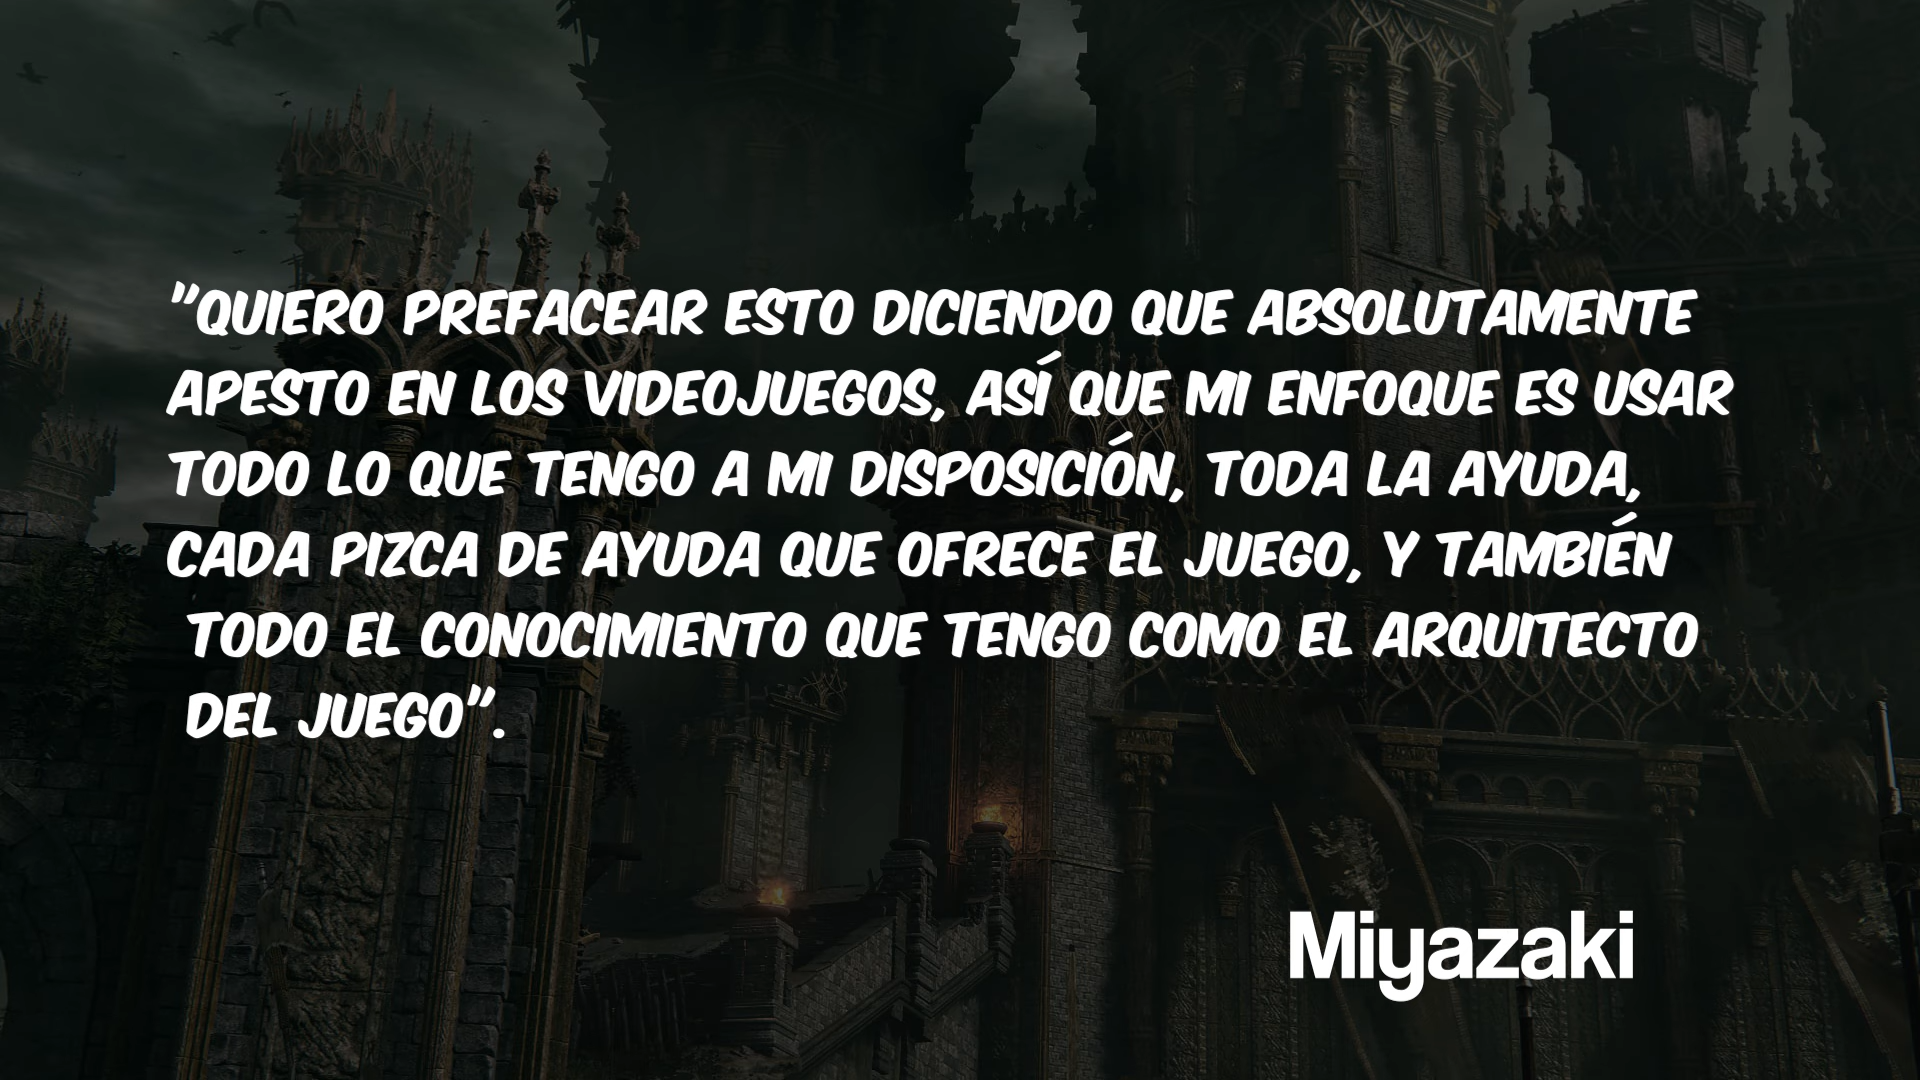 "QUIERO PREFACEAR ESTO DICIENDO QUE ABSOLUTAMENTE
APESTO EN LOS VIDEOJUEGOS, ASÍ QUE MI ENFOQUE ES USAR
TODO LO QUE TENGO A MI DISPOSICIÓN, TODA LA AYUDA,
CADA PIZCA DE AYUDA QUE OFRECE EL JUEGO, Y TAMBIÉN
TODO EL CONOCIMIENTO QUE TENGO COMO EL ARQUITECTO
DEL JUEGO".
Miyazaki